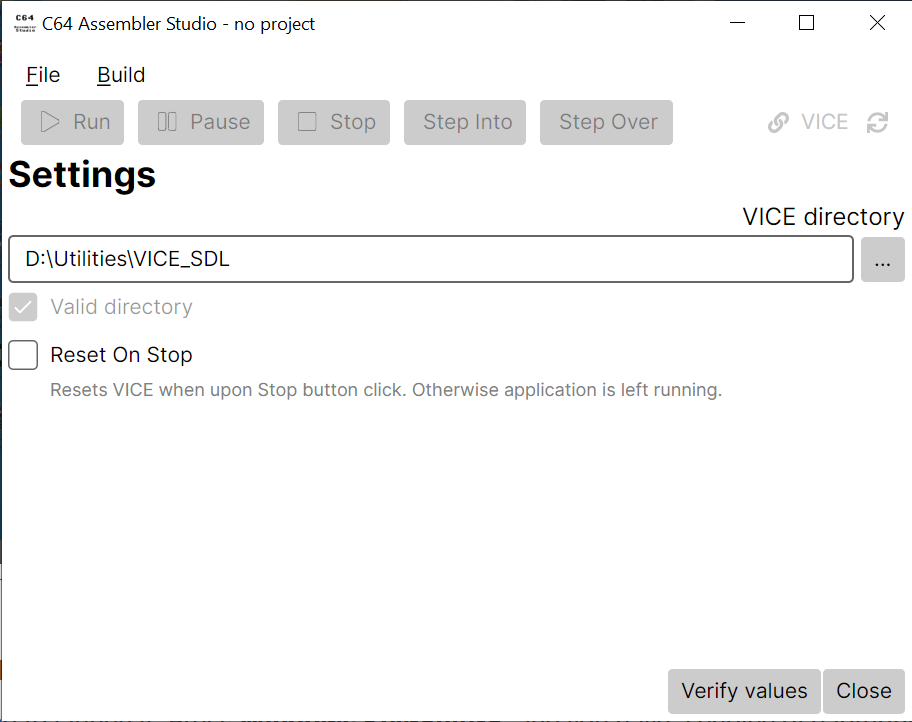 C64 Assembler Studio - no project
File Build
Run Pause Stop Step Into Step Over VICE
Settings
VICE directory
D:\Utilities\VICE_SDL ...
Valid directory
Reset On Stop
Resets VICE when upon Stop button click. Otherwise application is left running.
Verify values Close